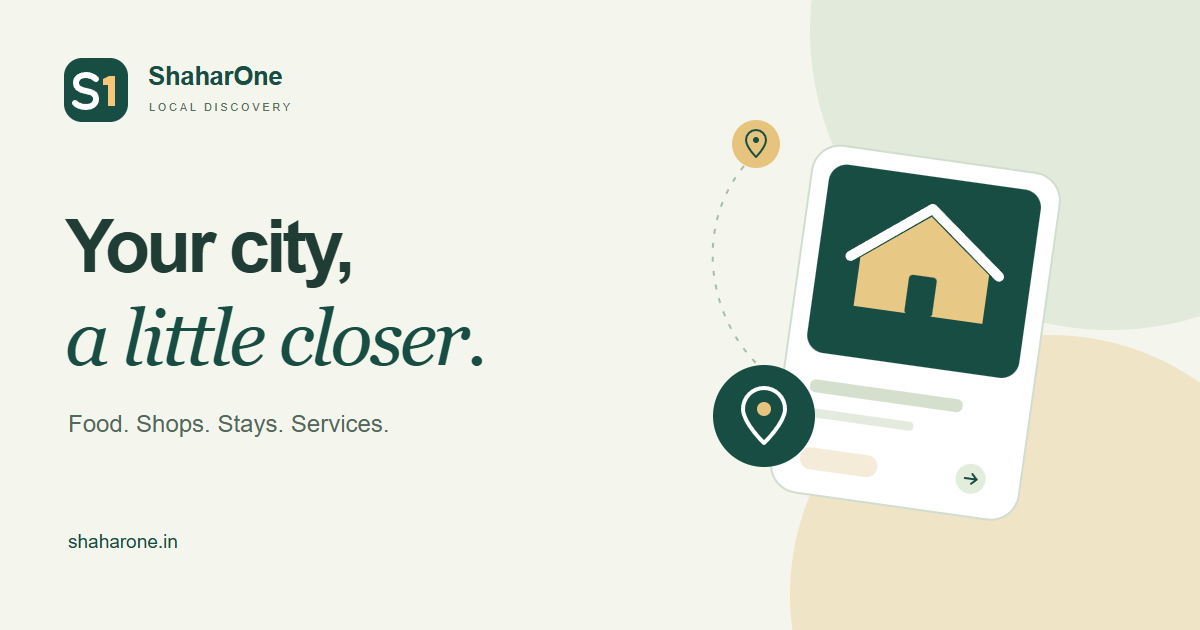 S1
ShaharOne
LOCAL DISCOVERY
Your city,
a little closer.
Food. Shops. Stays. Services.
shaharone.in